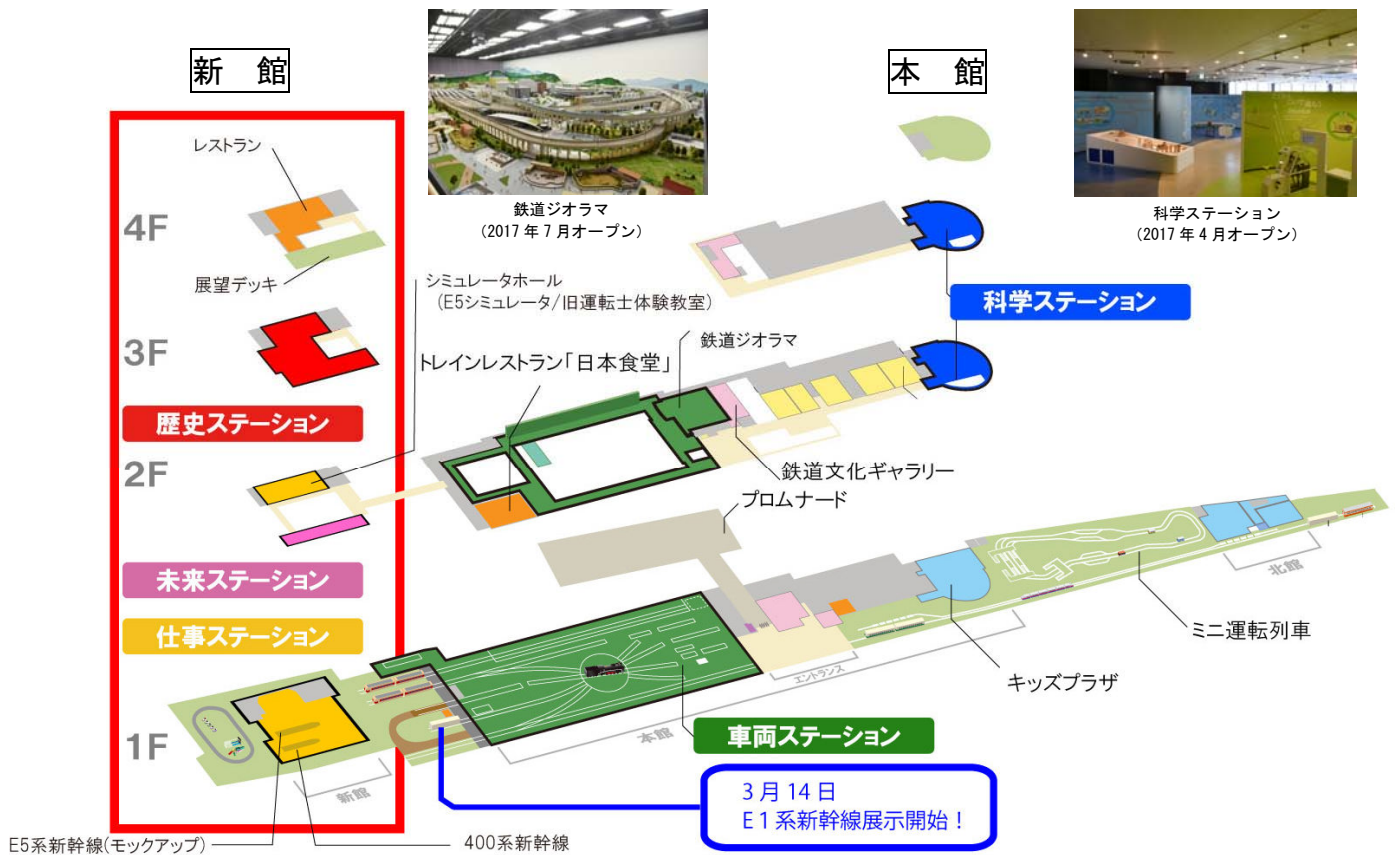 新 館
本 館
レストラン
4F
鉄道ジオラマ
(2017年7月オープン)
科学ステーション
(2017年4月オープン)
展望デッキ
シミュレータホール
(E5シミュレータ/旧運転士体験教室)
科学ステーション
3F
トレインレストラン「日本食堂」
鉄道ジオラマ
歴史ステーション
2F
鉄道文化ギャラリー
プロムナード
未来ステーション
仕事ステーション
北館
ミニ運転列車
キッズプラザ
エントランス
1F
本館
車両ステーション
新館
3月14日
E1系新幹線展示開始!
E5系新幹線(モックアップ)
400系新幹線